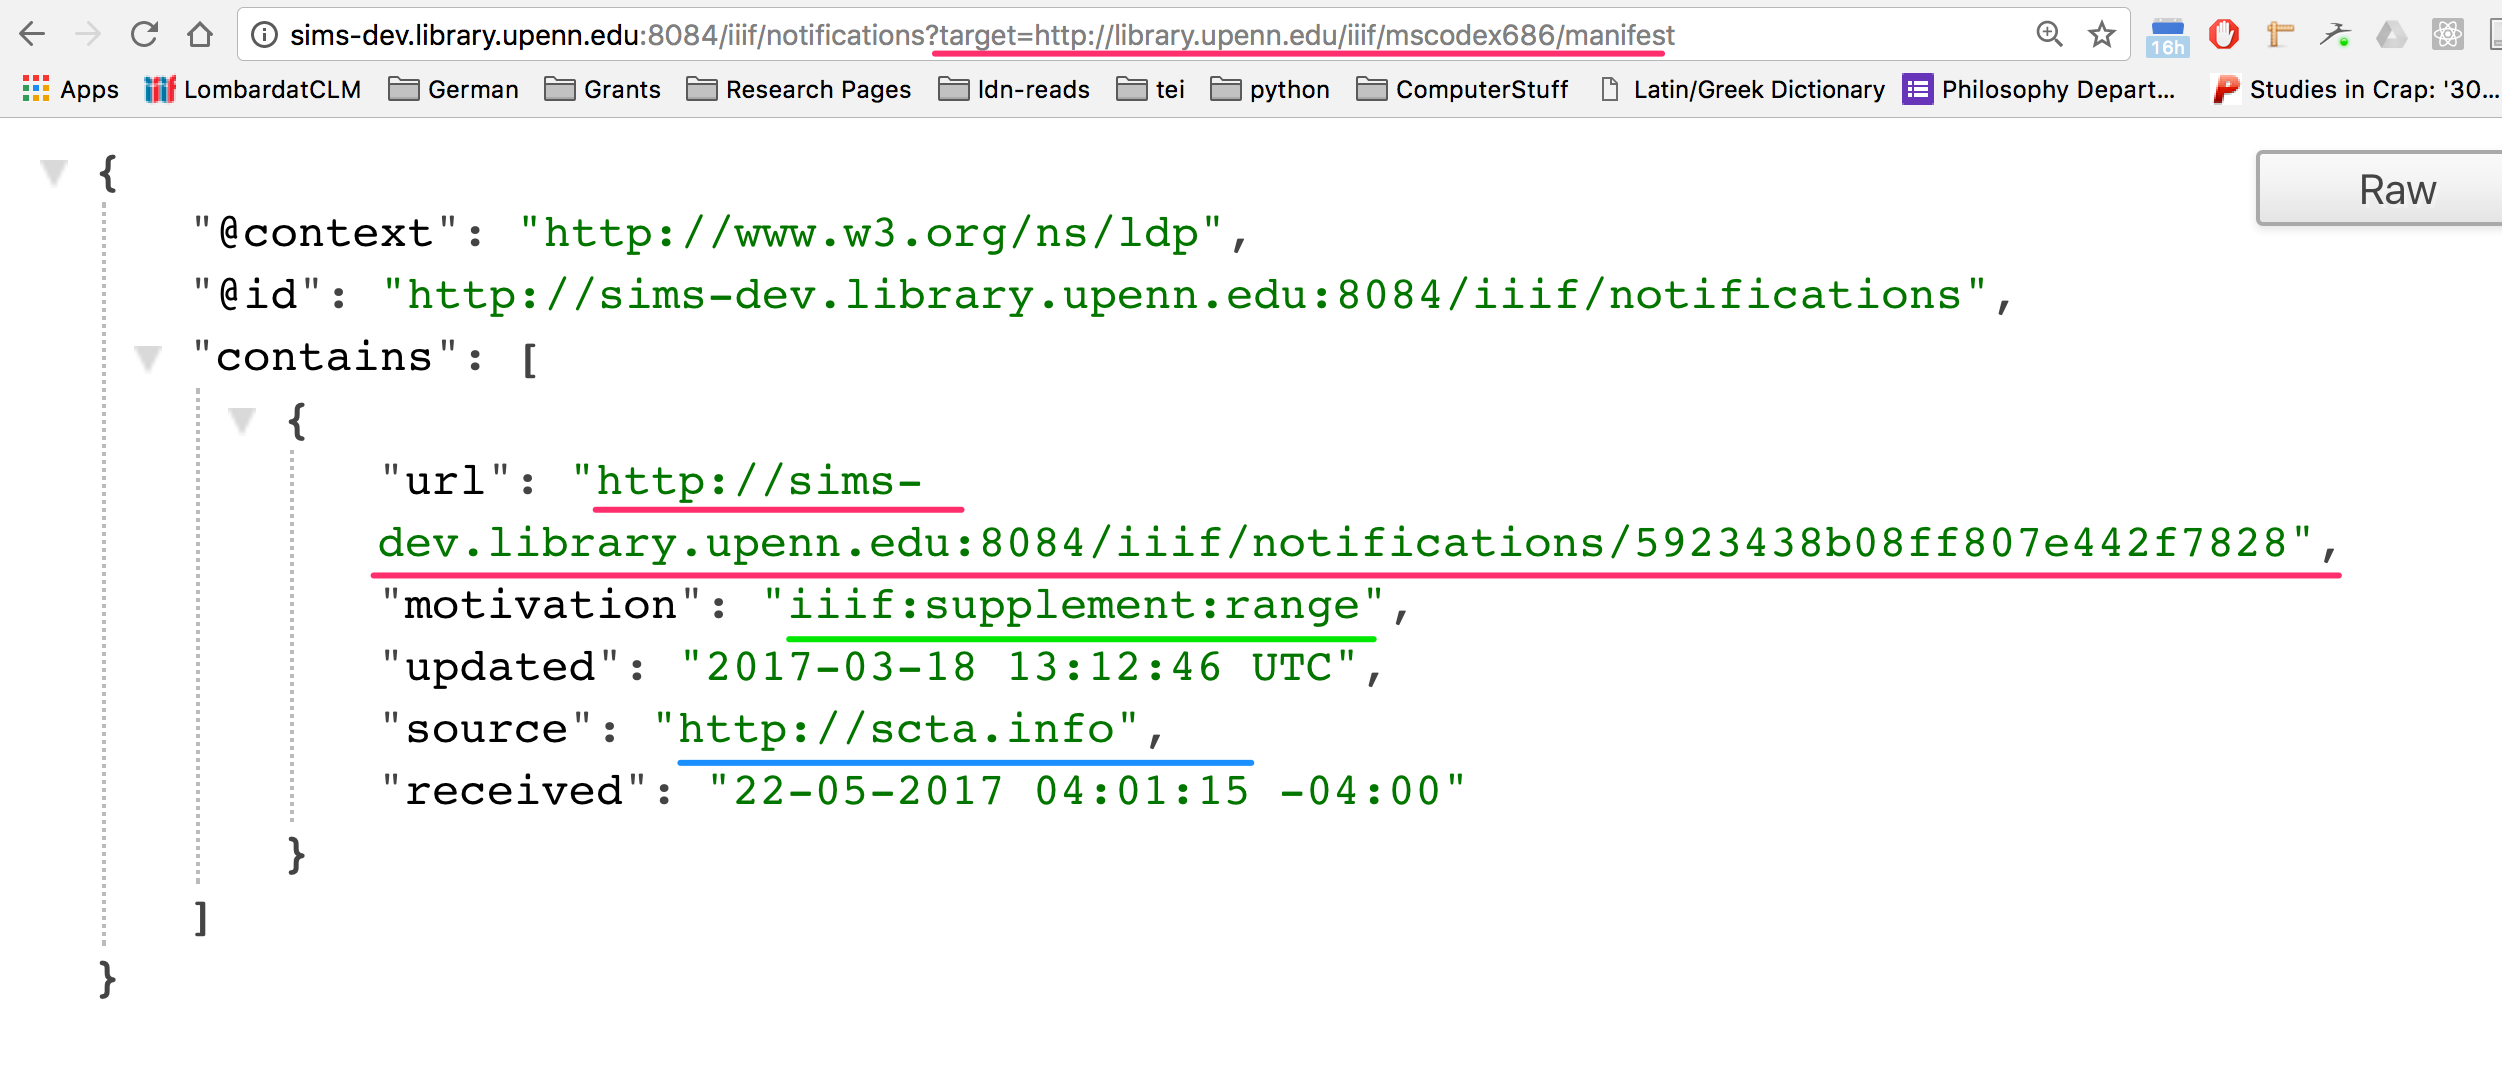 sims-dev.library.upenn.edu:8084/iiif/notifications?target=http://library.upenn.edu/iiif/mscodex686/manifest
16h
Apps LombardatCLM German Grants Research Pages ldn-reads tei python ComputerStuff Latin/Greek Dictionary Philosophy Depart... Studies in Crap: '30...
{
Raw
"@context": "http://www.w3.org/ns/ldp",
"@id": "http://sims-dev.library.upenn.edu:8084/iiif/notifications",
"contains": [
{
"url": "http://sims-
dev.library.upenn.edu:8084/iiif/notifications/5923438b08ff807e442f7828",
"motivation": "iiif:supplement:range",
"updated": "2017-03-18 13:12:46 UTC",
"source": "http://scta.info",
"received": "22-05-2017 04:01:15 -04:00"
}
]
}